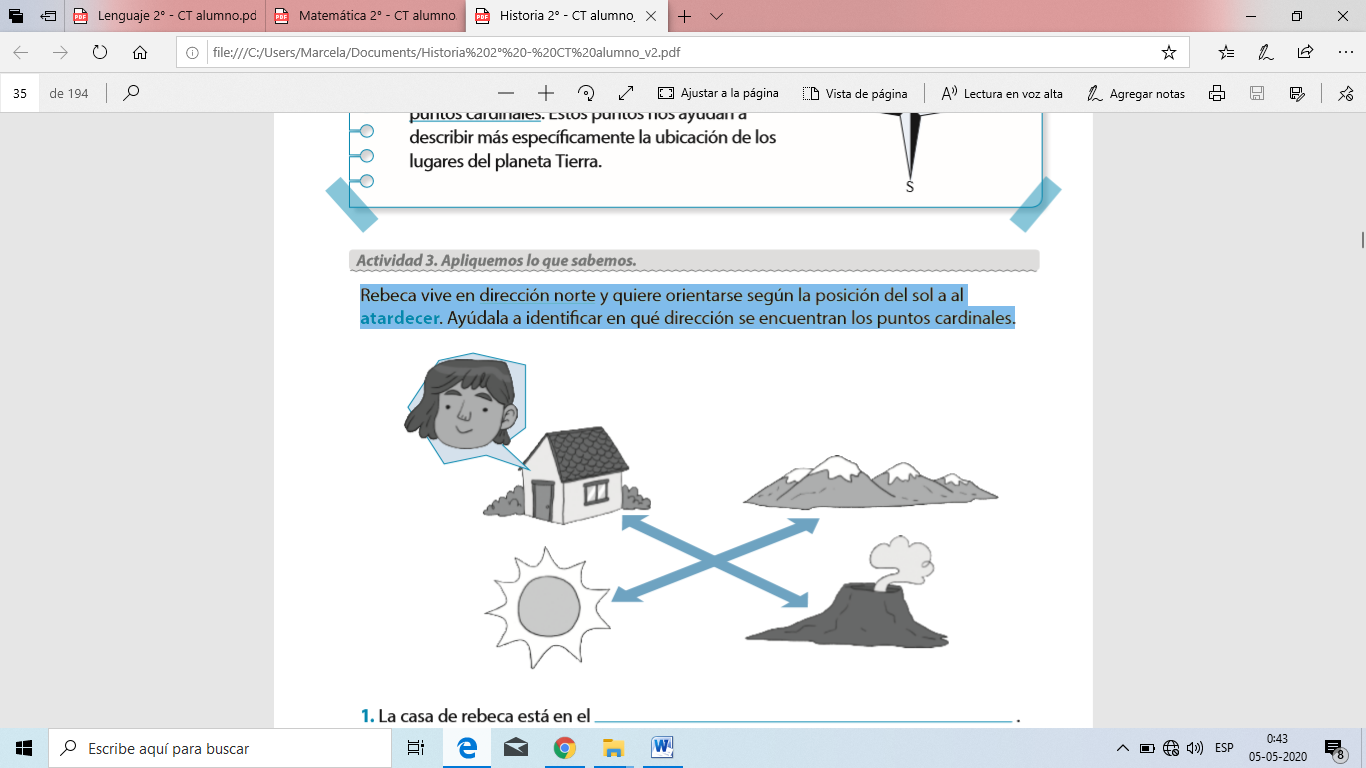 Lenguaje 2° - CT alumno.pd
Matemática 2° - CT alumno.
Historia 2° - CT alumno_
file:///C:/Users/Marcela/Documents/Historia%202°%20-%20CT%20alumno_v2.pdf
35 de 194
Ajustar a la página
Vista de página
Lectura en voz alta
Agregar notas
puntos cardinales. Estos puntos nos ayudan a
describir más específicamente la ubicación de los
lugares del planeta Tierra.
S
Actividad 3. Apliquemos lo que sabemos.
Rebeca vive en dirección norte y quiere orientarse según la posición del sol a al
atardecer. Ayúdala a identificar en qué dirección se encuentran los puntos cardinales.
1. La casa de rebeca está en el ______ .
Escribe aquí para buscar
ESP
0:43
05-05-2020
8